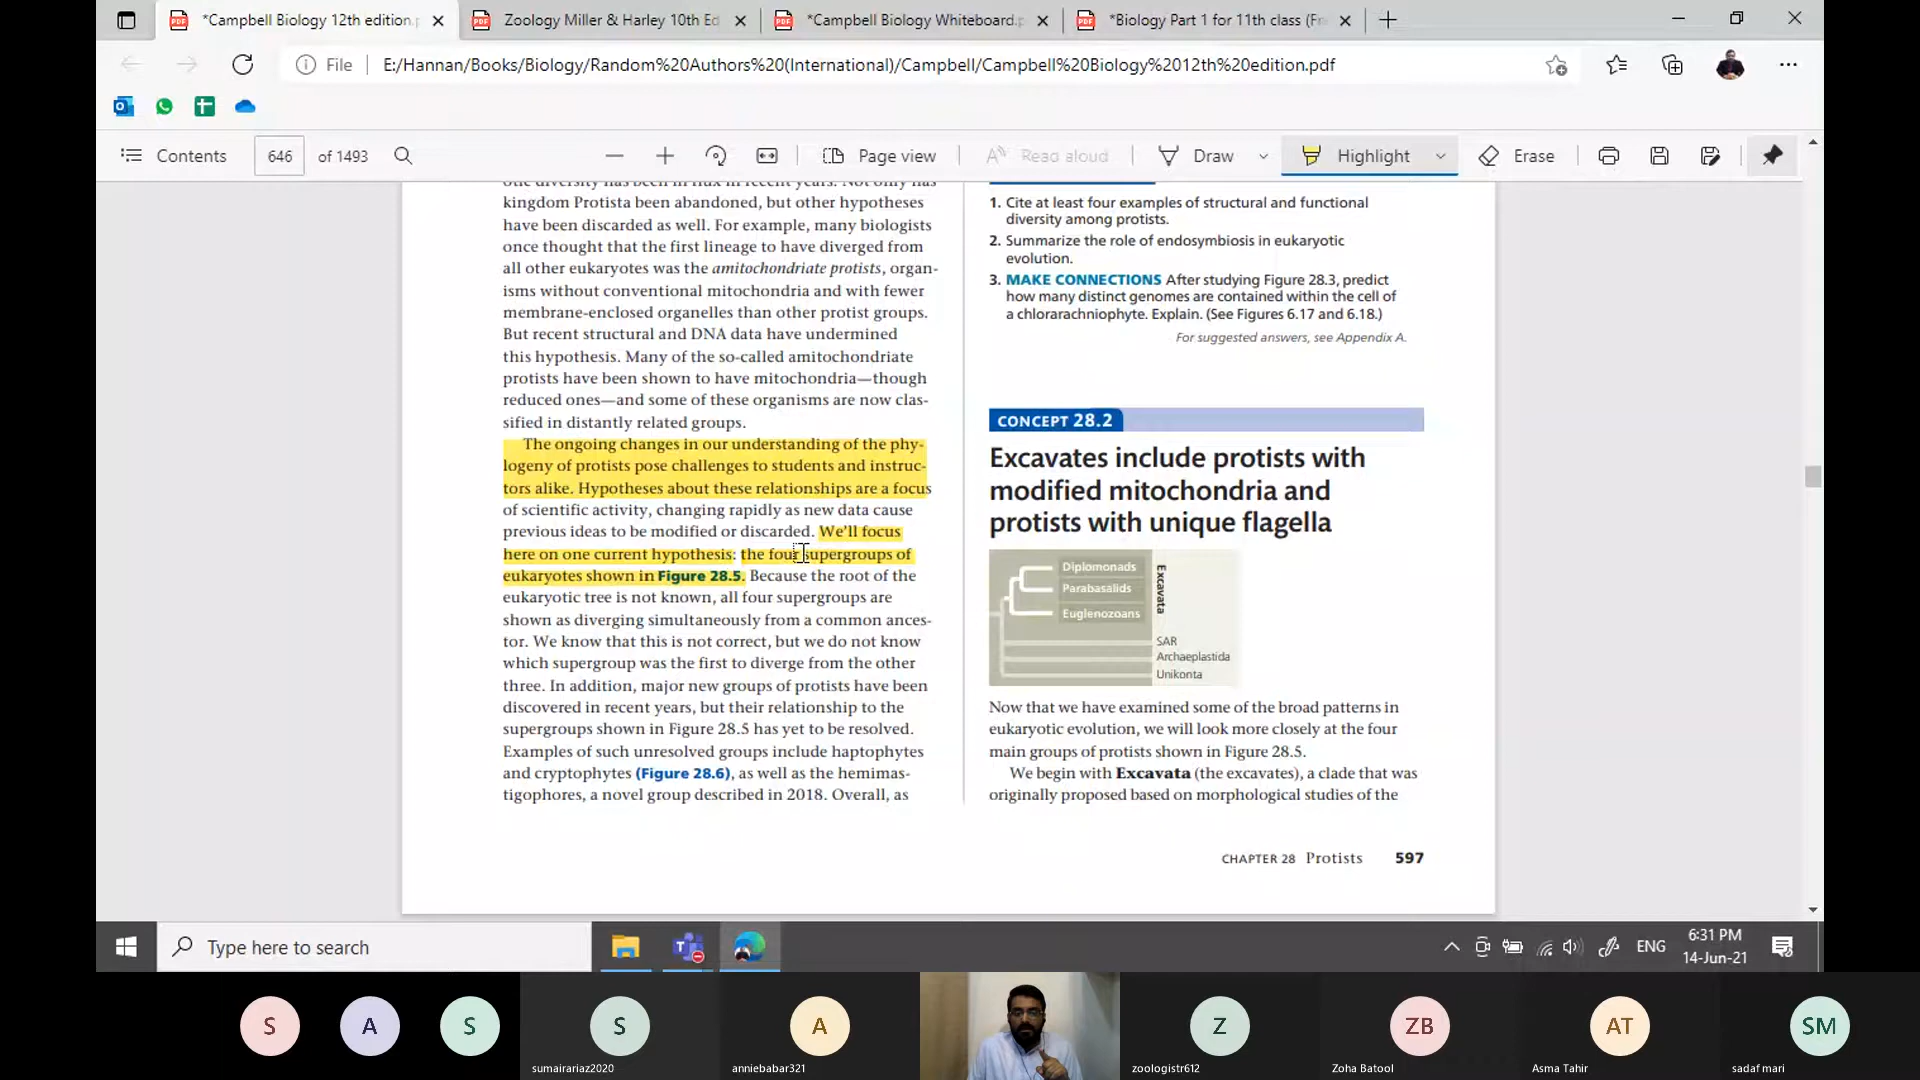 *Campbell Biology 12th edition.p
Zoology Miller & Harley 10th Ed
*Campbell Biology Whiteboard.p
*Biology Part 1 for 11th class (Fr
File
E:/Hannan/Books/Biology/Random%20Authors%20(International)/Campbell/Campbell%20Biology%2012th%20edition.pdf
Contents
646
of 1493
Page view
Read aloud
Draw
Highlight
Erase
otic diversity has been in flux in recent years. Not only has
kingdom Protista been abandoned, but other hypotheses
have been discarded as well. For example, many biologists
once thought that the first lineage to have diverged from
all other eukaryotes was the amitochondriate protists, organ-
isms without conventional mitochondria and with fewer
membrane-enclosed organelles than other protist groups.
But recent structural and DNA data have undermined
this hypothesis. Many of the so-called amitochondriate
protists have been shown to have mitochondria—though
reduced ones—and some of these organisms are now clas-
sified in distantly related groups.
The ongoing changes in our understanding of the phy-
logeny of protists pose challenges to students and instruc-
tors alike. Hypotheses about these relationships are a focus
of scientific activity, changing rapidly as new data cause
previous ideas to be modified or discarded. We'll focus
here on one current hypothesis: the four supergroups of
eukaryotes shown in Figure 28.5. Because the root of the
eukaryotic tree is not known, all four supergroups are
shown as diverging simultaneously from a common ances-
tor. We know that this is not correct, but we do not know
which supergroup was the first to diverge from the other
three. In addition, major new groups of protists have been
discovered in recent years, but their relationship to the
supergroups shown in Figure 28.5 has yet to be resolved.
Examples of such unresolved groups include haptophytes
and cryptophytes (Figure 28.6), as well as the hemimas-
tigophores, a novel group described in 2018. Overall, as
1. Cite at least four examples of structural and functional
diversity among protists.
2. Summarize the role of endosymbiosis in eukaryotic
evolution.
3. MAKE CONNECTIONS After studying Figure 28.3, predict
how many distinct genomes are contained within the cell of
a chlorarachniophyte. Explain. (See Figures 6.17 and 6.18.)
For suggested answers, see Appendix A.
CONCEPT 28.2
Excavates include protists with
modified mitochondria and
protists with unique flagella
Diplomonads
Parabasalids
Euglenozoans
Excavata
SAR
Archaeplastida
Unikonta
Now that we have examined some of the broad patterns in
eukaryotic evolution, we will look more closely at the four
main groups of protists shown in Figure 28.5.
We begin with Excavata (the excavates), a clade that was
originally proposed based on morphological studies of the
CHAPTER 28 Protists 597
Type here to search
ENG
6:31 PM
14-Jun-21
S
A
S
S
sumairariaz2020
A
anniebabar321
Z
zoologistr612
ZB
Zoha Batool
AT
Asma Tahir
SM
sadaf mari